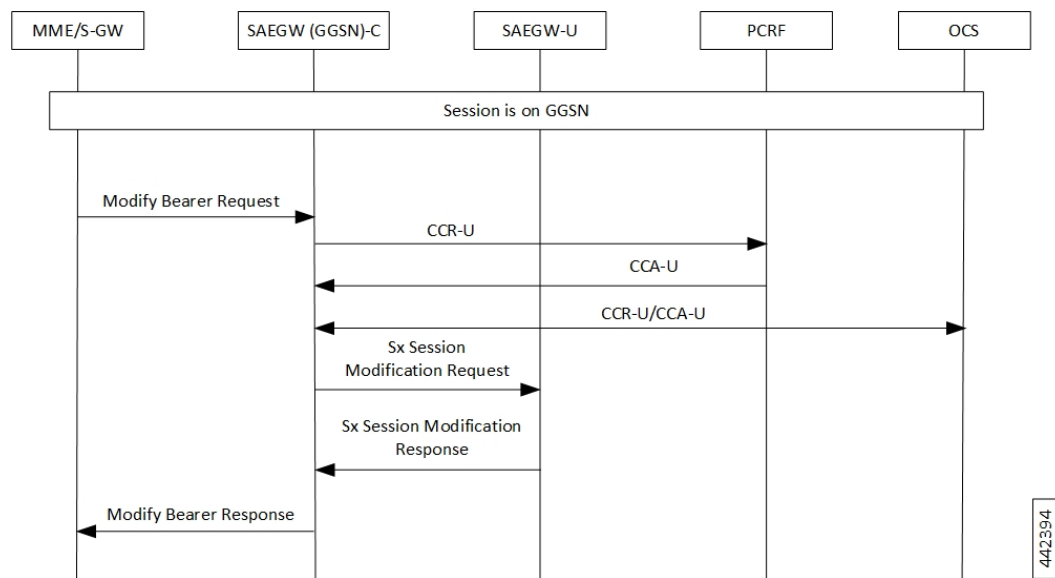 MME/S-GW
SAEGW (GGSN)-C
SAEGW-U
PCRF
OCS
Session is on GGSN
Modify Bearer Request
CCR-U
CCA-U
CCR-U/CCA-U
Sx Session
Modification Request
Sx Session Modification
Response
Modify Bearer Response
442394